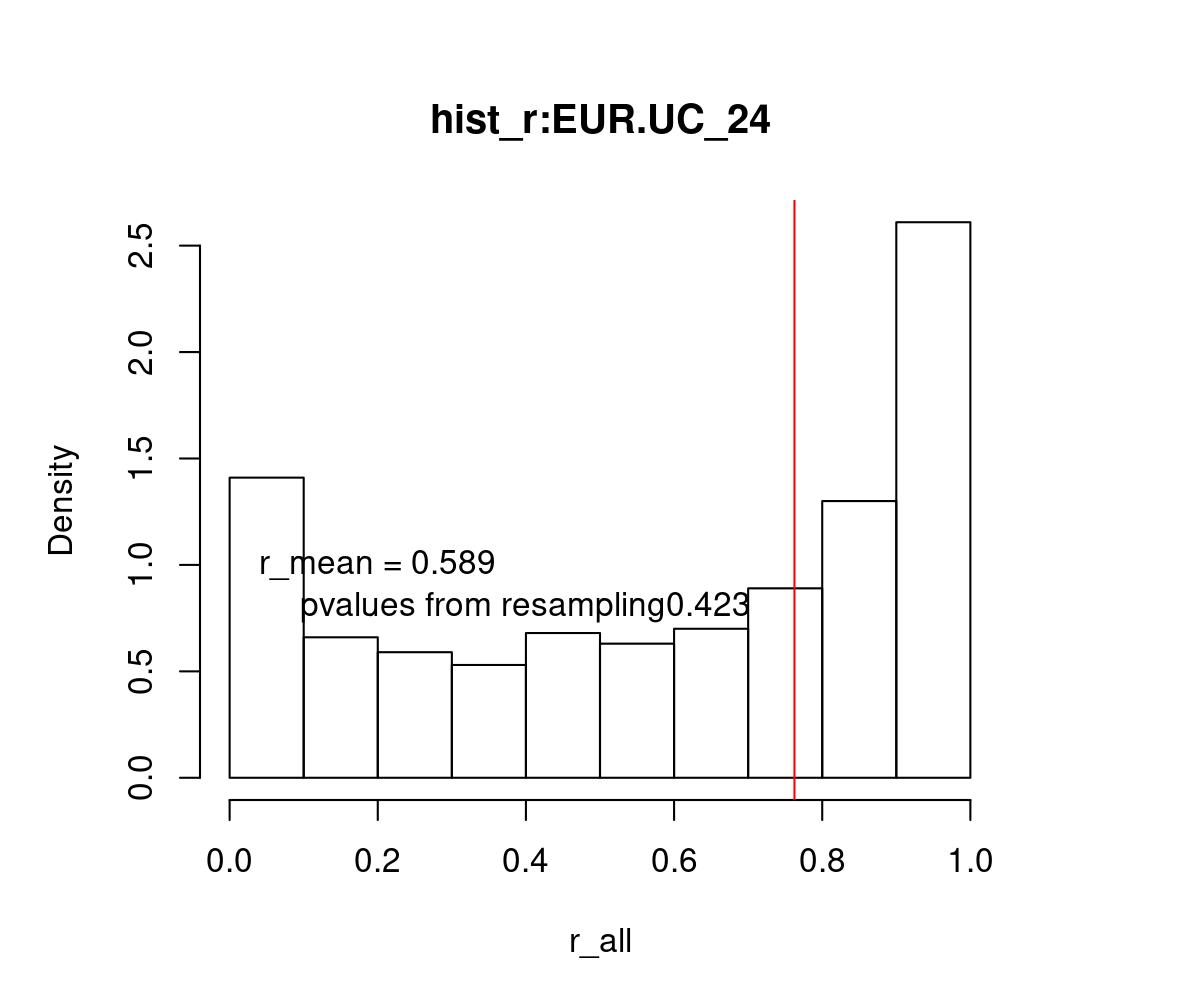 hist_r:EUR.UC_24
2.5
2.0
1.5
1.0
0.5
0.0
Density
r_mean = 0.589
pvalues from resampling0.423
0.0 0.2 0.4 0.6 0.8 1.0
r_all